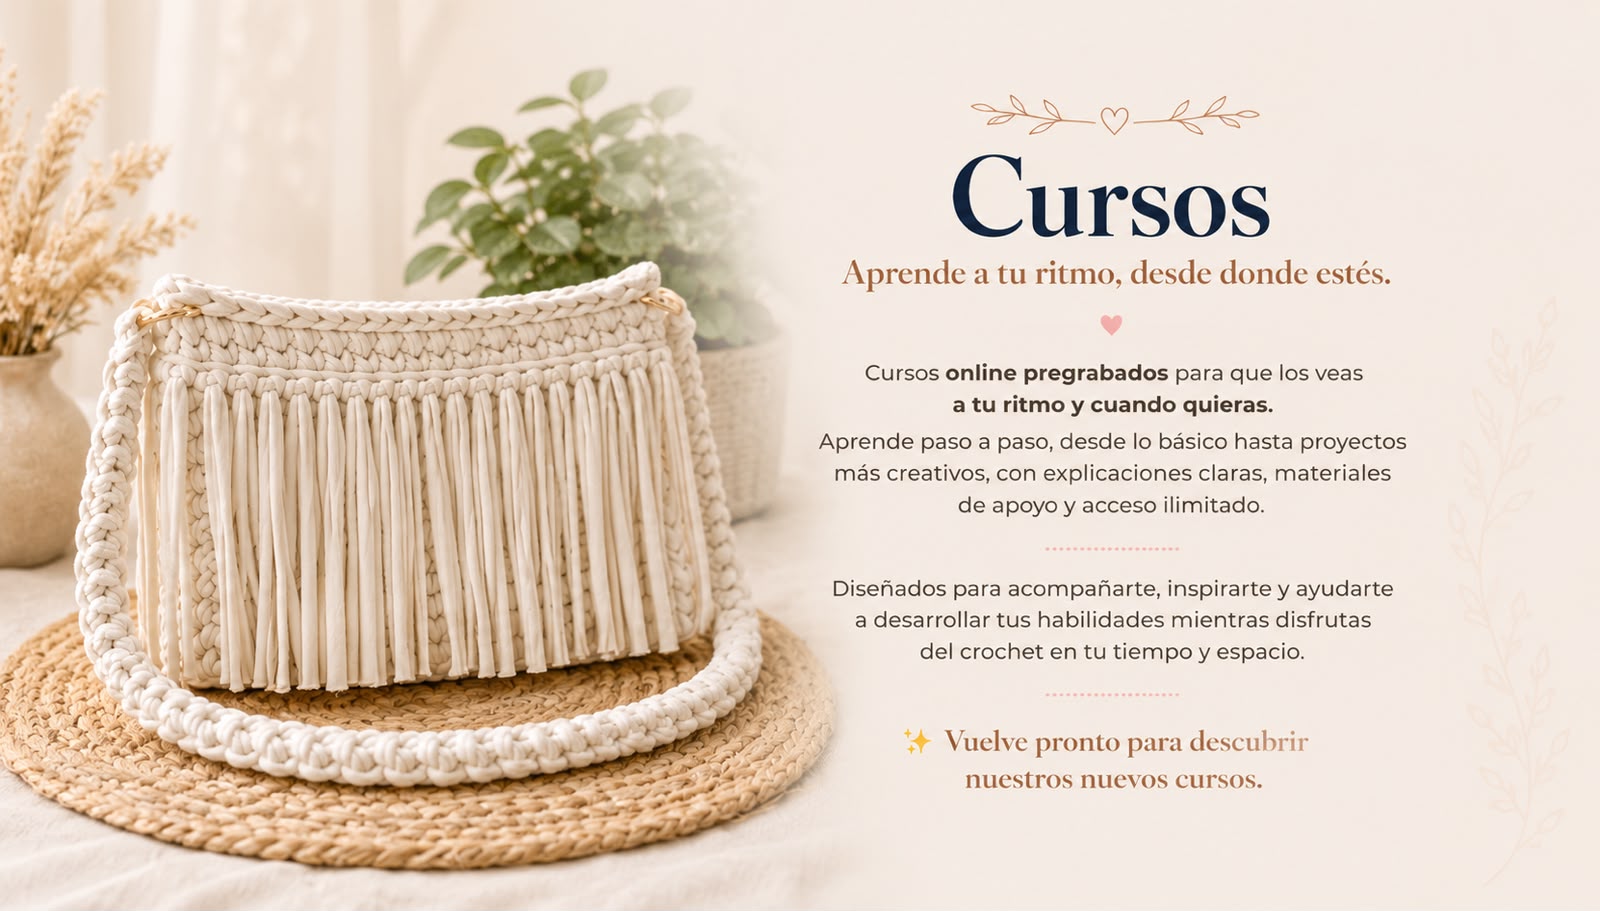 Cursos
Aprende a tu ritmo, desde donde estés.
Cursos online pregrabados para que los veas
a tu ritmo y cuando quieras.
Aprende paso a paso, desde lo básico hasta proyectos
más creativos, con explicaciones claras, materiales
de apoyo y acceso ilimitado.
Diseñados para acompañarte, inspirarte y ayudarte
a desarrollar tus habilidades mientras disfrutas
del crochet en tu tiempo y espacio.
✨ Vuelve pronto para descubrir
nuestros nuevos cursos.